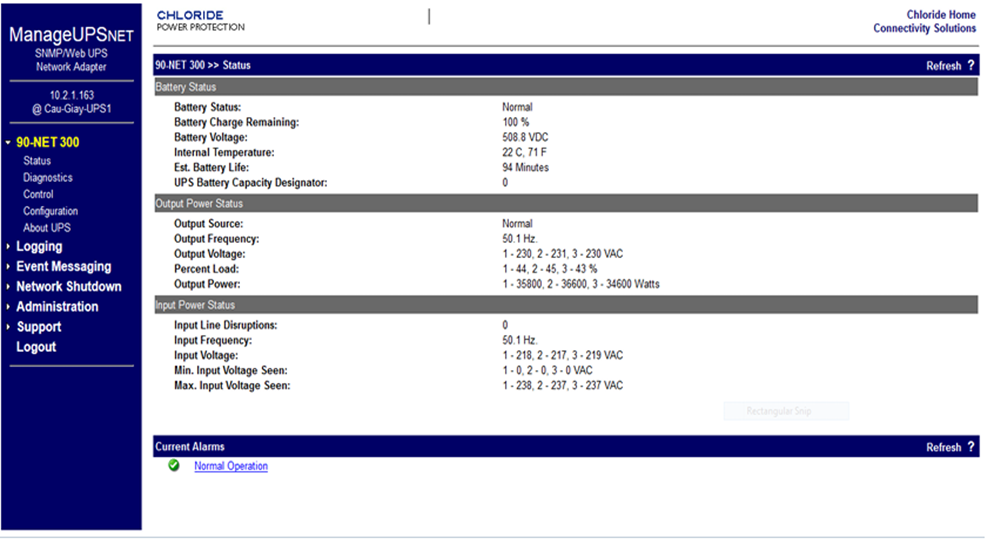 ManageUPSNET
SNMP/Web UPS
Network Adapter
10.2.1.163
@ Cau-Giay-UPS1
90-NET 300
Status
Diagnostics
Control
Configuration
About UPS
Logging
Event Messaging
Network Shutdown
Administration
Support
Logout
CHLORIDE
POWER PROTECTION
Chloride Home
Connectivity Solutions
90-NET 300 >> Status Refresh ?
Battery Status
Battery Status: Normal
Battery Charge Remaining: 100 %
Battery Voltage: 508.8 VDC
Internal Temperature: 22 C, 71 F
Est. Battery Life: 94 Minutes
UPS Battery Capacity Designator: 0
Output Power Status
Output Source: Normal
Output Frequency: 50.1 Hz.
Output Voltage: 1 - 230, 2 - 231, 3 - 230 VAC
Percent Load: 1 - 44, 2 - 45, 3 - 43 %
Output Power: 1 - 35800, 2 - 36600, 3 - 34600 Watts
Input Power Status
Input Line Disruptions: 0
Input Frequency: 50.1 Hz.
Input Voltage: 1 - 218, 2 - 217, 3 - 219 VAC
Min. Input Voltage Seen: 1 - 0, 2 - 0, 3 - 0 VAC
Max. Input Voltage Seen: 1 - 238, 2 - 237, 3 - 237 VAC
Rectangular Snip
Current Alarms Refresh ?
Normal Operation